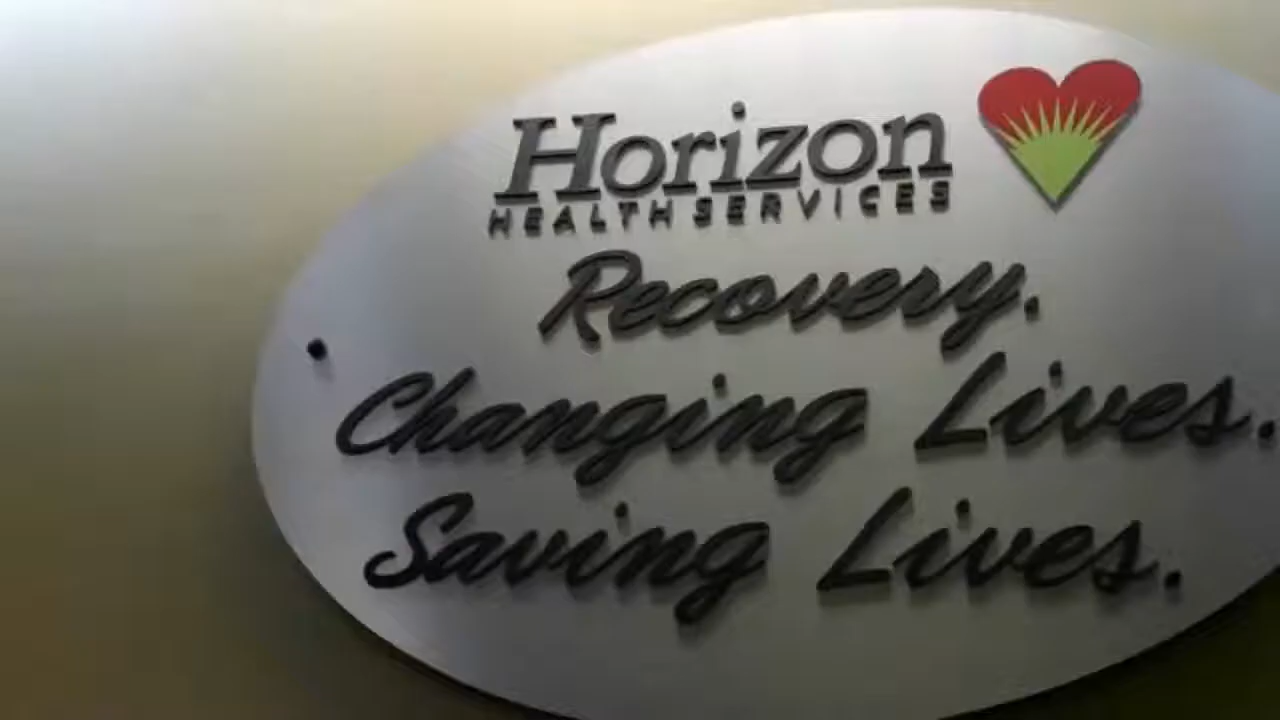 Horizon
HEALTH SERVICES
Recovery.
Changing Lives.
Saving Lives.